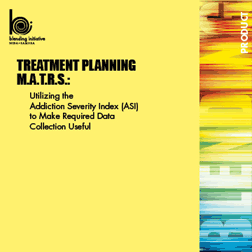 blending initiative
NIDA•SAMHSA
TREATMENT PLANNING
M.A.T.R.S.:
Utilizing the
Addiction Severity Index (ASI)
to Make Required Data
Collection Useful
PRODUCT
BLEND